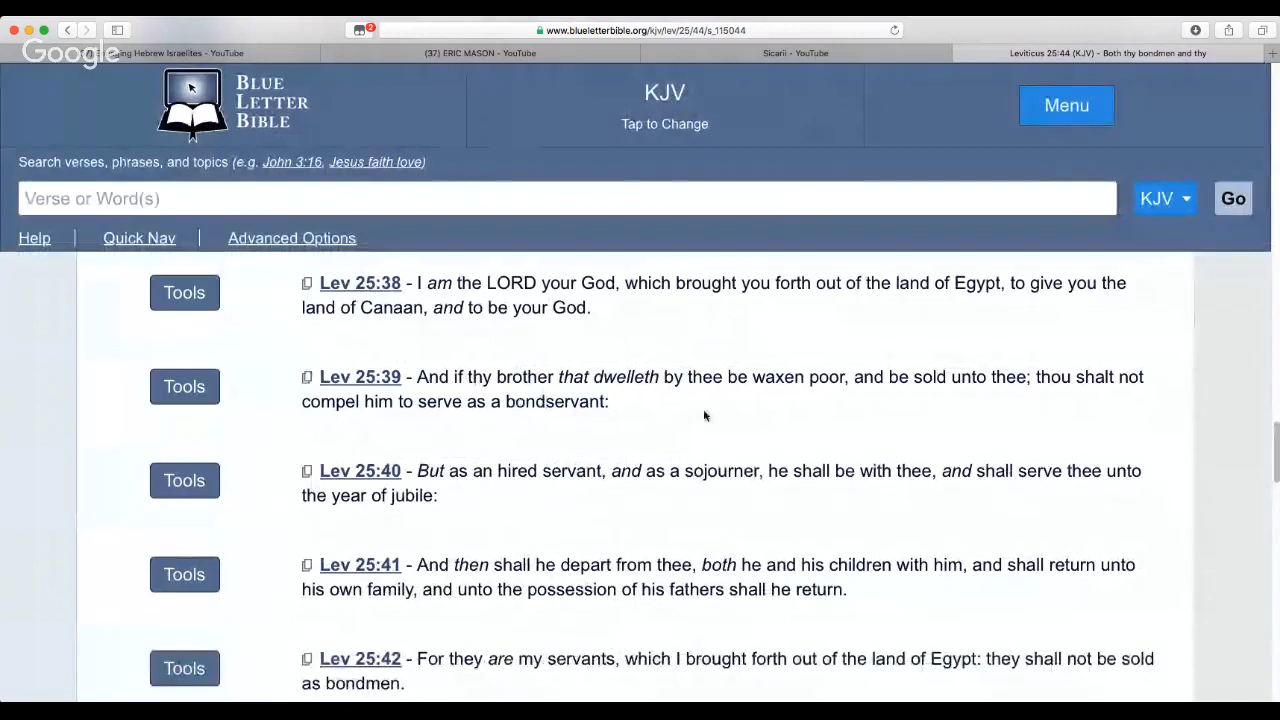 2
www.blueletterbible.org/kjv/lev/25/44/s_115044
Google
Hebrew Israelites - YouTube
(37) ERIC MASON - YouTube
Sicarii - YouTube
Leviticus 25:44 (KJV) - Both thy bondmen and thy
BLUE
LETTER
BIBLE
KJV
Tap to Change
Menu
Search verses, phrases, and topics (e.g. John 3:16, Jesus faith love)
Verse or Word(s)
KJV
Go
Help
Quick Nav
Advanced Options
Tools
Lev 25:38 - I am the LORD your God, which brought you forth out of the land of Egypt, to give you the
land of Canaan, and to be your God.
Tools
Lev 25:39 - And if thy brother that dwelleth by thee be waxen poor, and be sold unto thee; thou shalt not
compel him to serve as a bondservant:
Tools
Lev 25:40 - But as an hired servant, and as a sojourner, he shall be with thee, and shall serve thee unto
the year of jubile:
Tools
Lev 25:41 - And then shall he depart from thee, both he and his children with him, and shall return unto
his own family, and unto the possession of his fathers shall he return.
Tools
Lev 25:42 - For they are my servants, which I brought forth out of the land of Egypt: they shall not be sold
as bondmen.